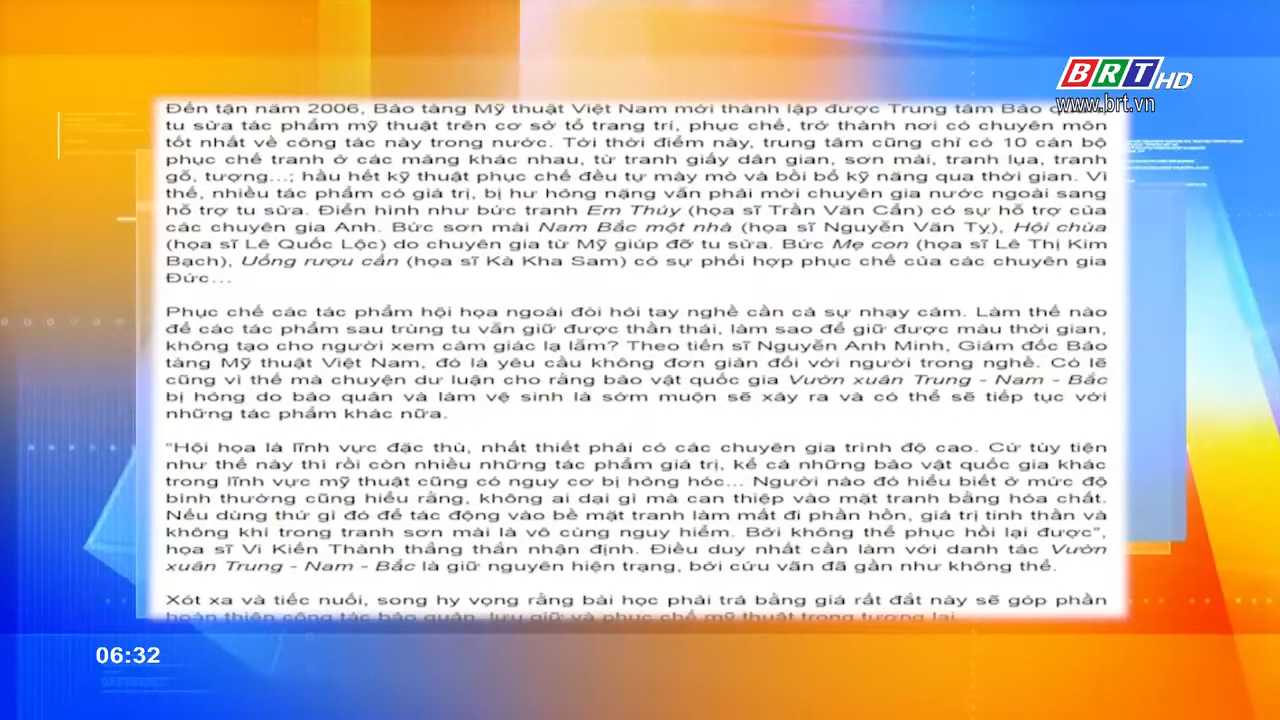 BRT HD
www.brt.vn
Đến tận năm 2006, Bảo tàng Mỹ thuật Việt Nam mới thành lập được Trung tâm Bảo
tu sửa tác phẩm mỹ thuật trên cơ sở tổ trang trí, phục chế, trở thành nơi có chuyên môn
tốt nhất về công tác này trong nước. Tới thời điểm này, trung tâm cũng chỉ có 10 cán bộ
phục chế tranh ở các mảng khác nhau, từ tranh giấy dân gian, sơn mài, tranh lụa, tranh
gỗ, tượng...; hầu hết kỹ thuật phục chế đều tự mày mò và bồi bổ kỹ năng qua thời gian. Vì
thế, nhiều tác phẩm có giá trị, bị hư hỏng nặng vẫn phải mời chuyên gia nước ngoài sang
hỗ trợ tu sửa. Điển hình như bức tranh Em Thúy (họa sĩ Trần Văn Cẩn) có sự hỗ trợ của
các chuyên gia Anh. Bức sơn mài Nam Bắc một nhà (họa sĩ Nguyễn Văn Tỵ), Hội chùa
(họa sĩ Lê Quốc Lộc) do chuyên gia từ Mỹ giúp đỡ tu sửa. Bức Mẹ con (họa sĩ Lê Thị Kim
Bạch), Uống rượu cần (họa sĩ Kà Kha Sam) có sự phối hợp phục chế của các chuyên gia
Đức...
Phục chế các tác phẩm hội họa ngoài đòi hỏi tay nghề cần cả sự nhạy cảm. Làm thế nào
để các tác phẩm sau trùng tu vẫn giữ được thần thái, làm sao để giữ được màu thời gian,
không tạo cho người xem cảm giác lạ lẫm? Theo tiến sĩ Nguyễn Anh Minh, Giám đốc Bảo
tàng Mỹ thuật Việt Nam, đó là yêu cầu không đơn giản đối với người trong nghề. Có lẽ
cũng vì thế mà chuyện dư luận cho rằng bảo vật quốc gia Vườn xuân Trung - Nam - Bắc
bị hỏng do bảo quản và làm vệ sinh là sớm muộn sẽ xảy ra và có thể sẽ tiếp tục với
những tác phẩm khác nữa.
“Hội họa là lĩnh vực đặc thù, nhất thiết phải có các chuyên gia trình độ cao. Cứ tùy tiện
như thế này thì rồi còn nhiều những tác phẩm giá trị, kể cả những bảo vật quốc gia khác
trong lĩnh vực mỹ thuật cũng có nguy cơ bị hỏng hóc... Người nào đó hiểu biết ở mức độ
bình thường cũng hiểu rằng, không ai dại gì mà can thiệp vào mặt tranh bằng hóa chất.
Nếu dùng thứ gì đó để tác động vào bề mặt tranh làm mất đi phần hồn, giá trị tinh thần và
không khí trong tranh sơn mài là vô cùng nguy hiểm. Bởi không thể phục hồi lại được”,
họa sĩ Vi Kiến Thành thẳng thắn nhận định. Điều duy nhất cần làm với danh tác Vườn
xuân Trung - Nam - Bắc là giữ nguyên hiện trạng, bởi cứu vãn đã gần như không thể.
Xót xa và tiếc nuối, song hy vọng rằng bài học phải trả bằng giá rất đắt này sẽ góp phần
hoàn thiện công tác bảo quản, lưu giữ và phục chế mỹ thuật trong tương lai
06:32